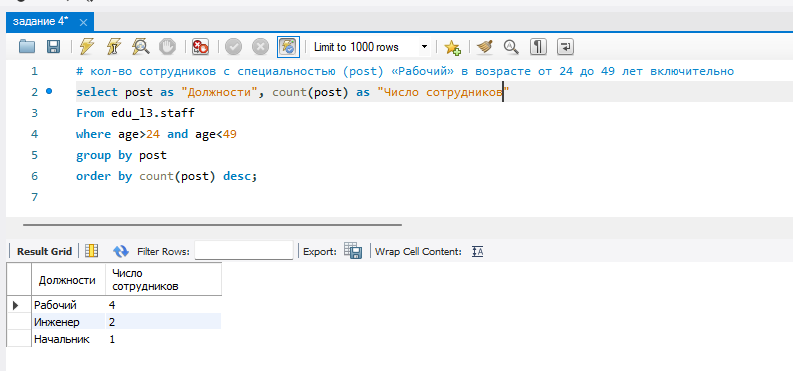 задание 4*
Limit to 1000 rows
1 # кол-во сотрудников с специальностью (post) «Рабочий» в возрасте от 24 до 49 лет включительно
2 select post as "Должности", count(post) as "Число сотрудников"
3 From edu_l3.staff
4 where age>24 and age<49
5 group by post
6 order by count(post) desc;
7
Result Grid Filter Rows: Export: Wrap Cell Content:
Должности Число
сотрудников
Рабочий 4
Инженер 2
Начальник 1